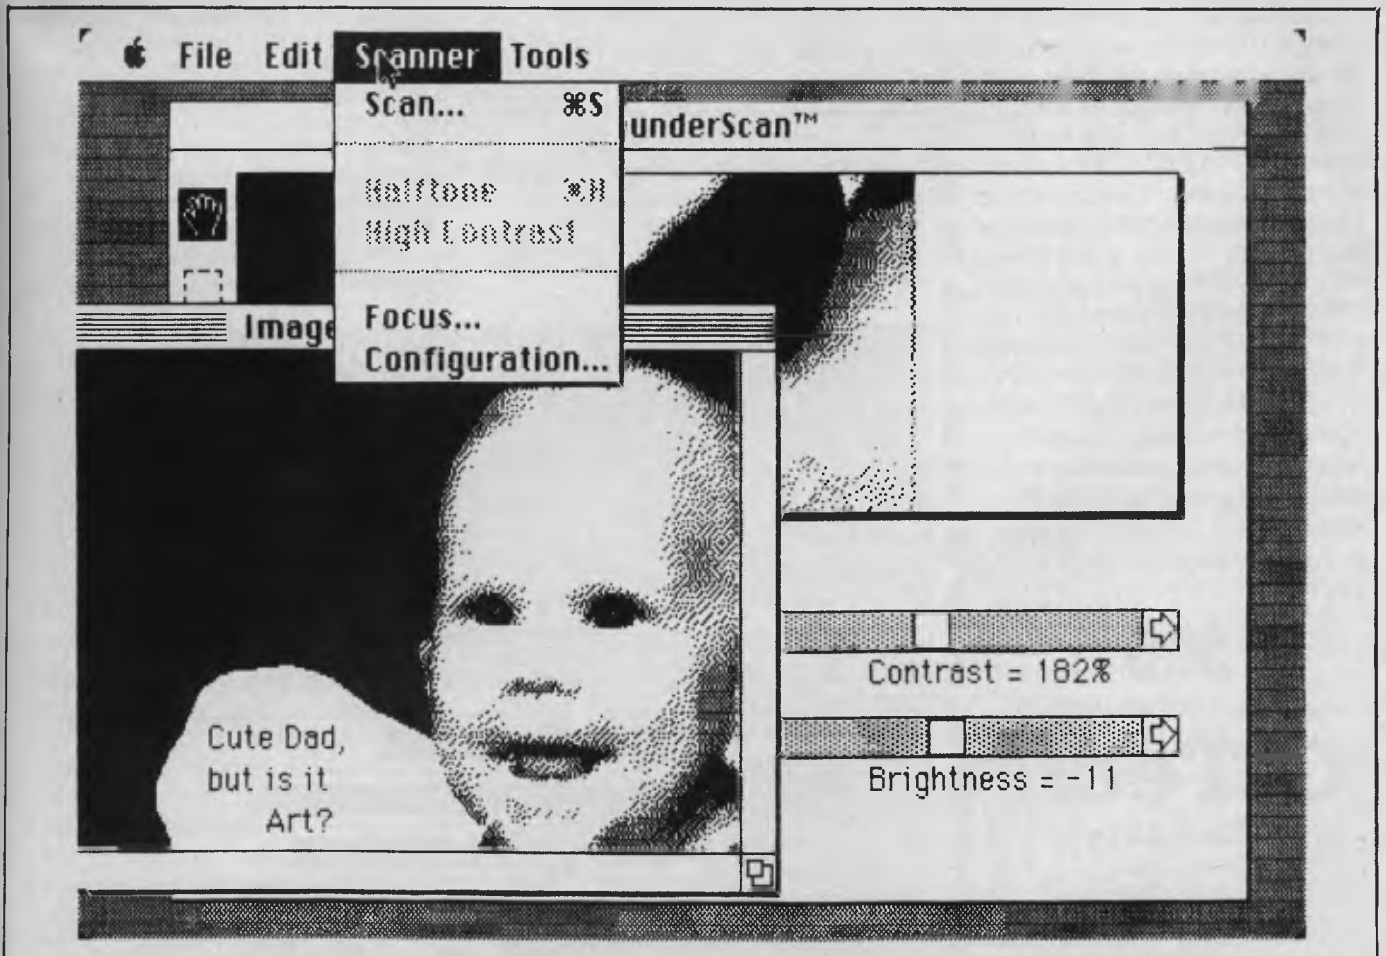 File Edit Scanner Tools
Scan... ⌘S
underScan™
Halftone ⌘H
High Contrast
Focus...
Configuration...
Image
Contrast = 182%
Brightness = -11
Cute Dad,
but is it
Art?